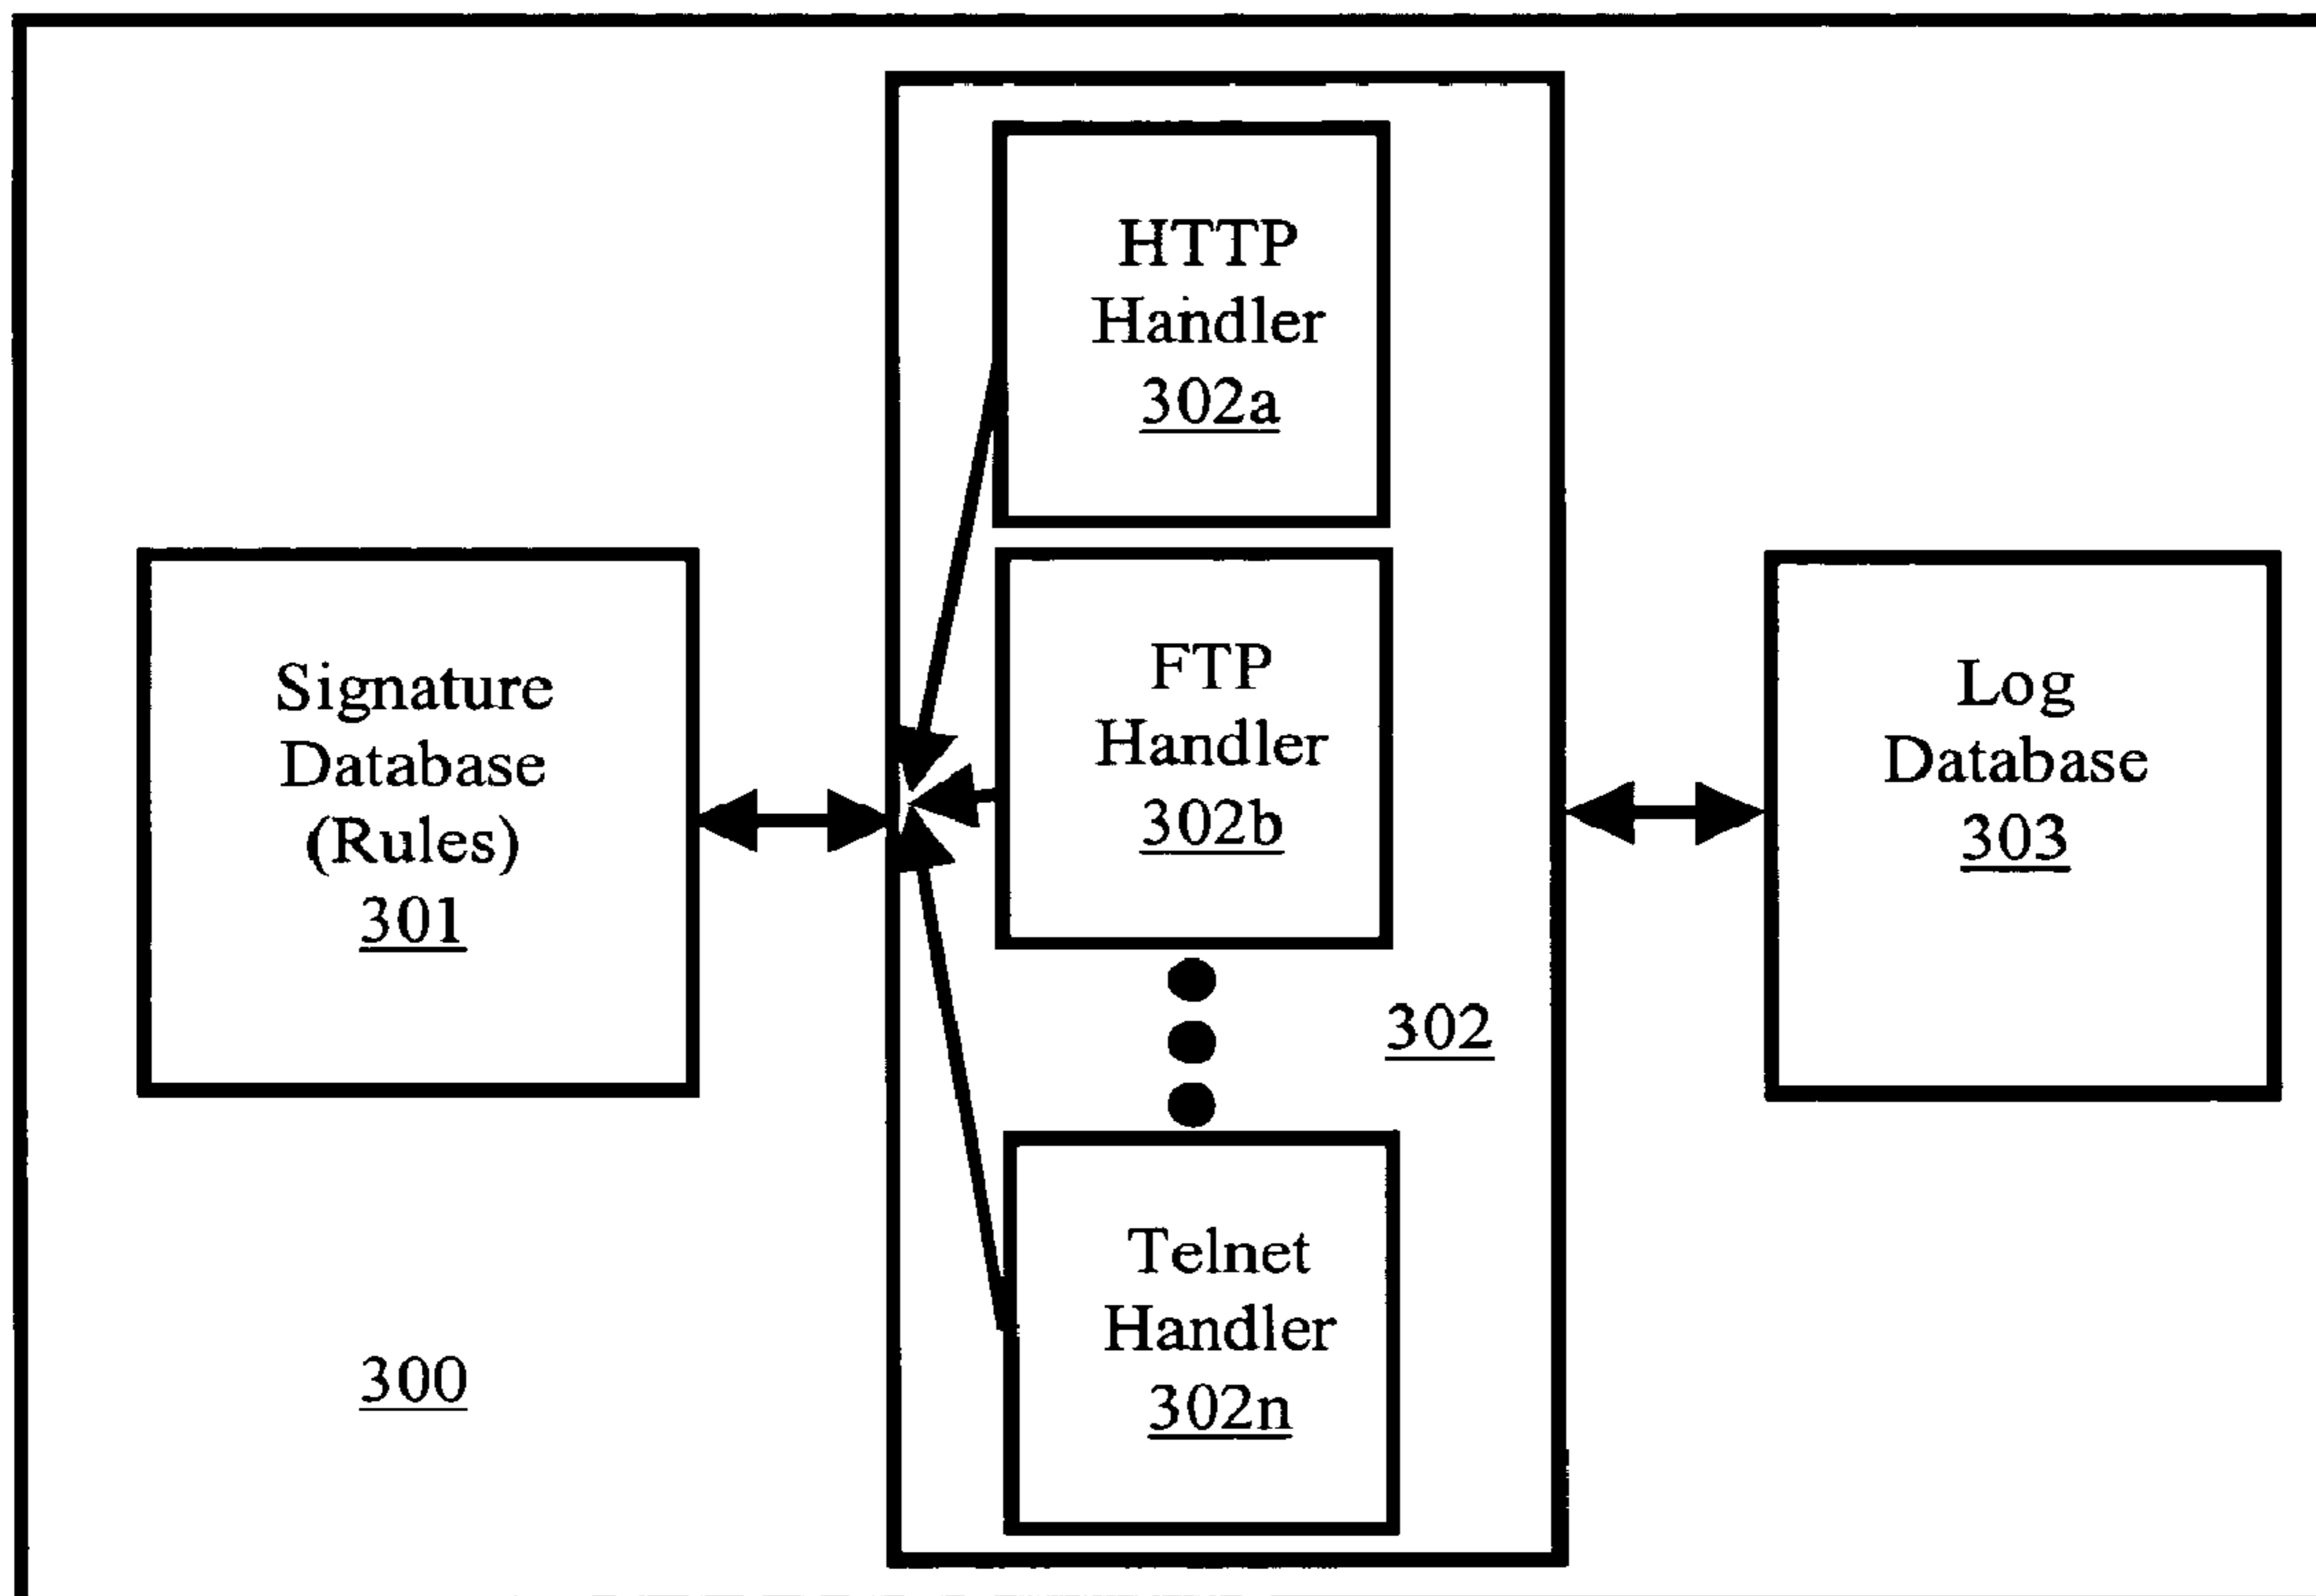 HTTP
Handler
302a
Signature
Database
(Rules)
301
FTP
Handler
302b
Log
Database
303
302
Telnet
Handler
302n
300